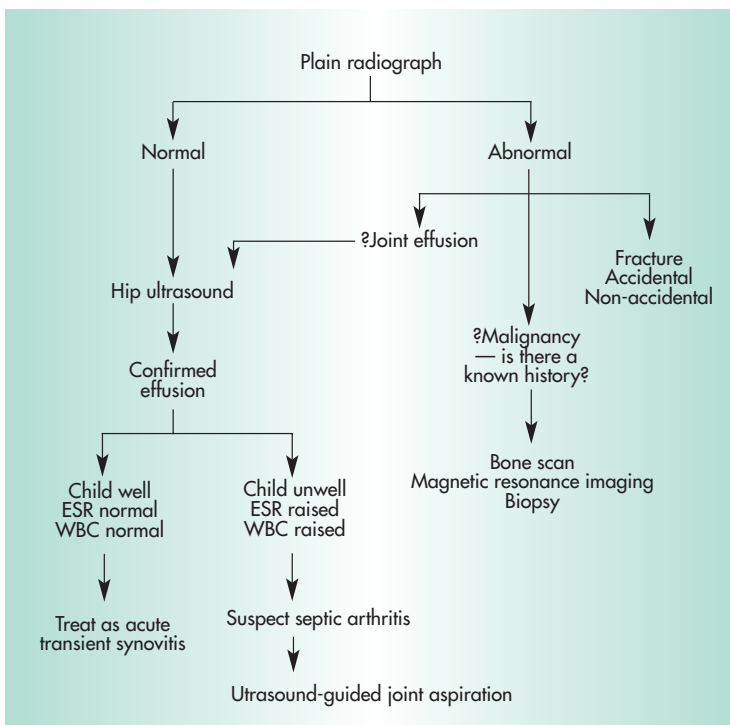 Plain radiograph
Normal
Abnormal
?Joint effusion
Fracture
Accidental
Non-accidental
Hip ultrasound
?Malignancy
— is there a
known history?
Confirmed
effusion
Bone scan
Magnetic resonance imaging
Biopsy
Child well
ESR normal
WBC normal
Child unwell
ESR raised
WBC raised
Treat as acute
transient synovitis
Suspect septic arthritis
Utrasound-guided joint aspiration